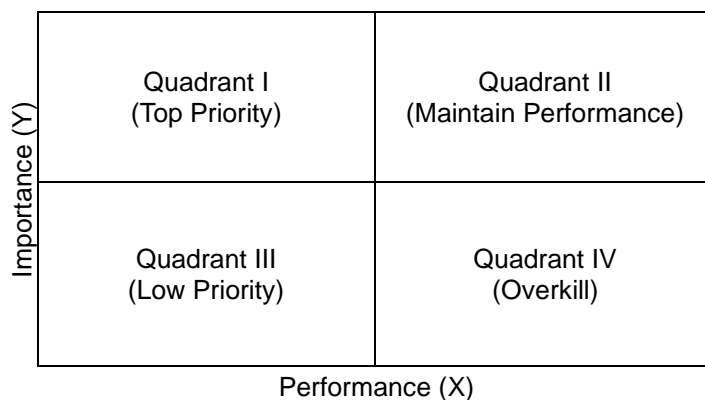 Quadrant I
(Top Priority)
Quadrant II
(Maintain Performance)
Importance (Y)
Quadrant III
(Low Priority)
Quadrant IV
(Overkill)
Performance (X)